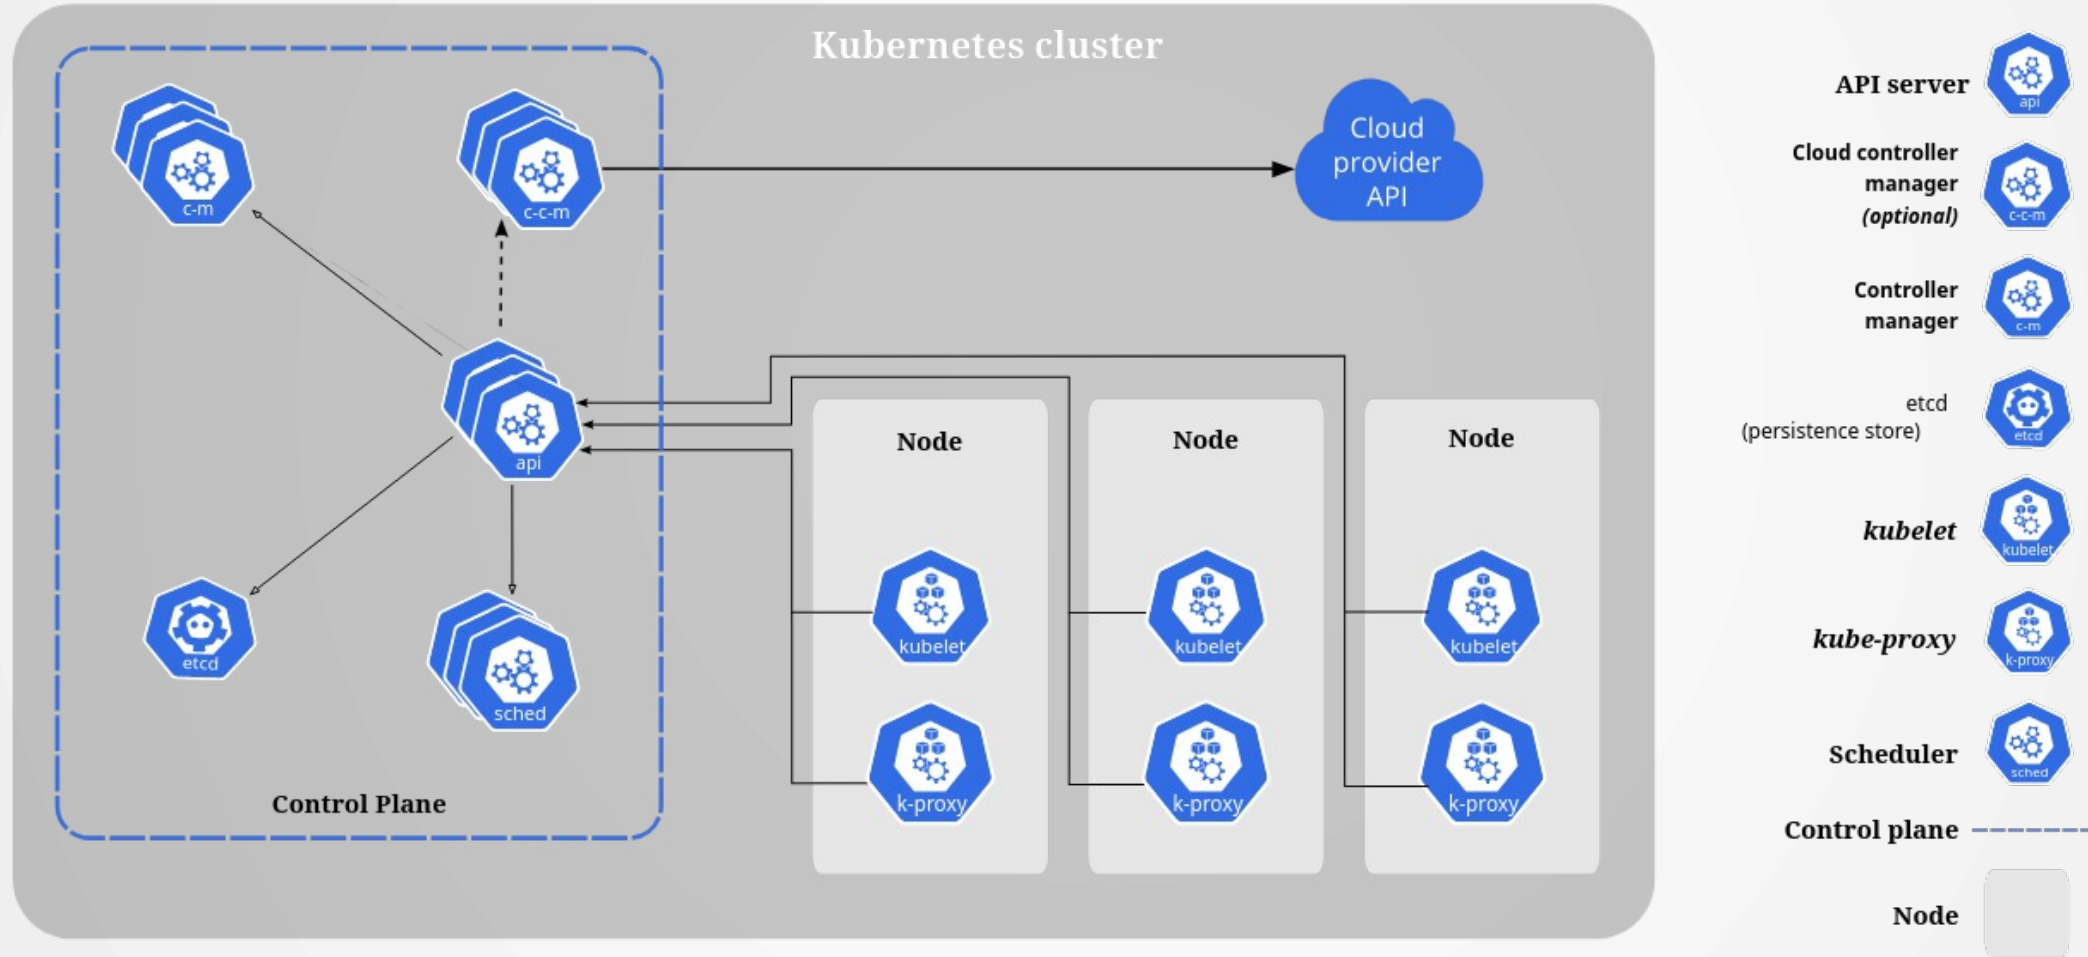 Kubernetes cluster
c-m
c-c-m
Cloud
provider
API
api
etcd
sched
Control Plane
Node
kubelet
k-proxy
Node
kubelet
k-proxy
Node
kubelet
k-proxy
API server
api
Cloud controller
manager
(optional)
c-c-m
Controller
manager
c-m
etcd
(persistence store)
etcd
kubelet
kubelet
kube-proxy
k-proxy
Scheduler
sched
Control plane
Node